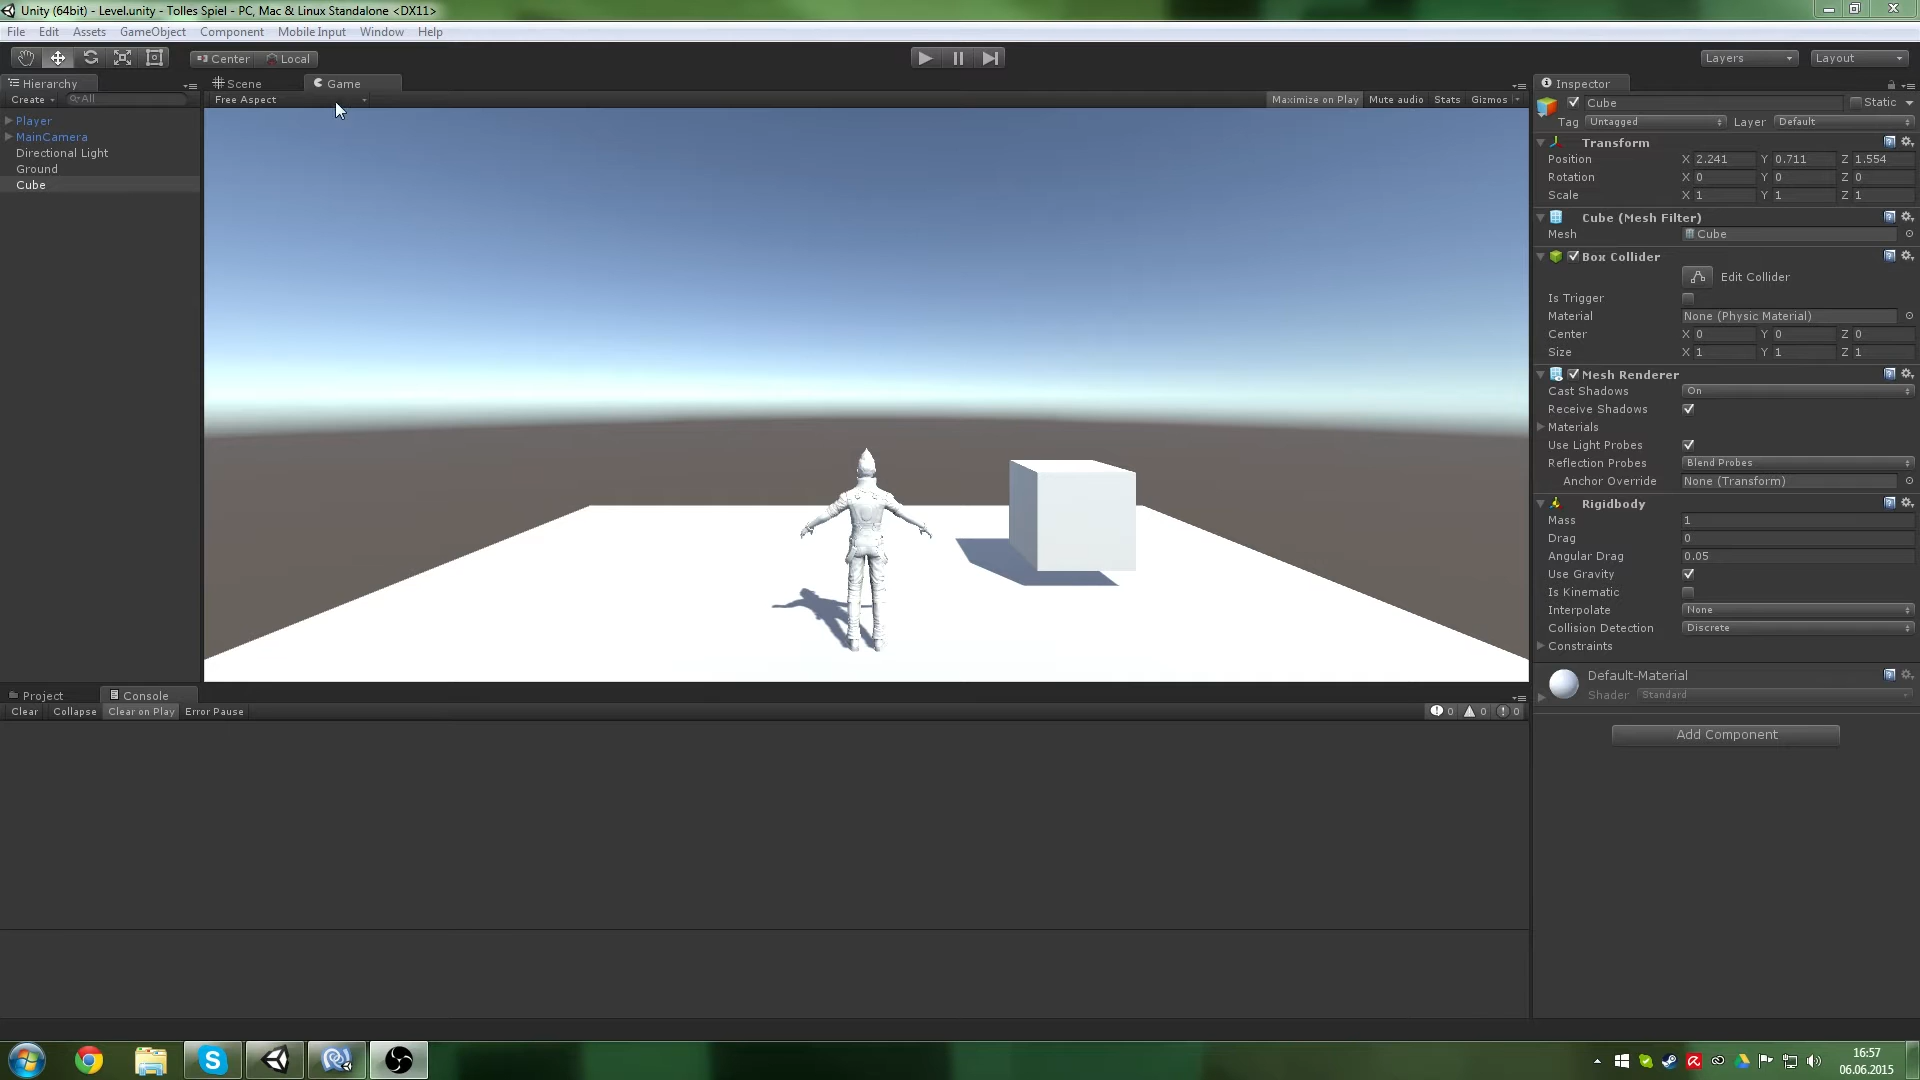 Unity (64bit) - Level.unity - Tolles Spiel - PC, Mac & Linux Standalone <DX11>
File Edit Assets GameObject Component Mobile Input Window Help
Center Local Layers Layout
Hierarchy
Create All
Player
MainCamera
Directional Light
Ground
Cube
Scene Game
Free Aspect Maximize on Play Mute audio Stats Gizmos
Inspector
Cube Static
Tag Untagged Layer Default
Transform
Position X 2.241 Y 0.711 Z 1.554
Rotation X 0 Y 0 Z 0
Scale X 1 Y 1 Z 1
Cube (Mesh Filter)
Mesh Cube
Box Collider
Edit Collider
Is Trigger
Material None (Physic Material)
Center X 0 Y 0 Z 0
Size X 1 Y 1 Z 1
Mesh Renderer
Cast Shadows On
Receive Shadows
Materials
Use Light Probes
Reflection Probes Blend Probes
Anchor Override None (Transform)
Rigidbody
Mass 1
Drag 0
Angular Drag 0.05
Use Gravity
Is Kinematic
Interpolate None
Collision Detection Discrete
Constraints
Default-Material
Shader Standard
Add Component
Project Console
Clear Collapse Clear on Play Error Pause 0 0 0
16:57
06.06.2015